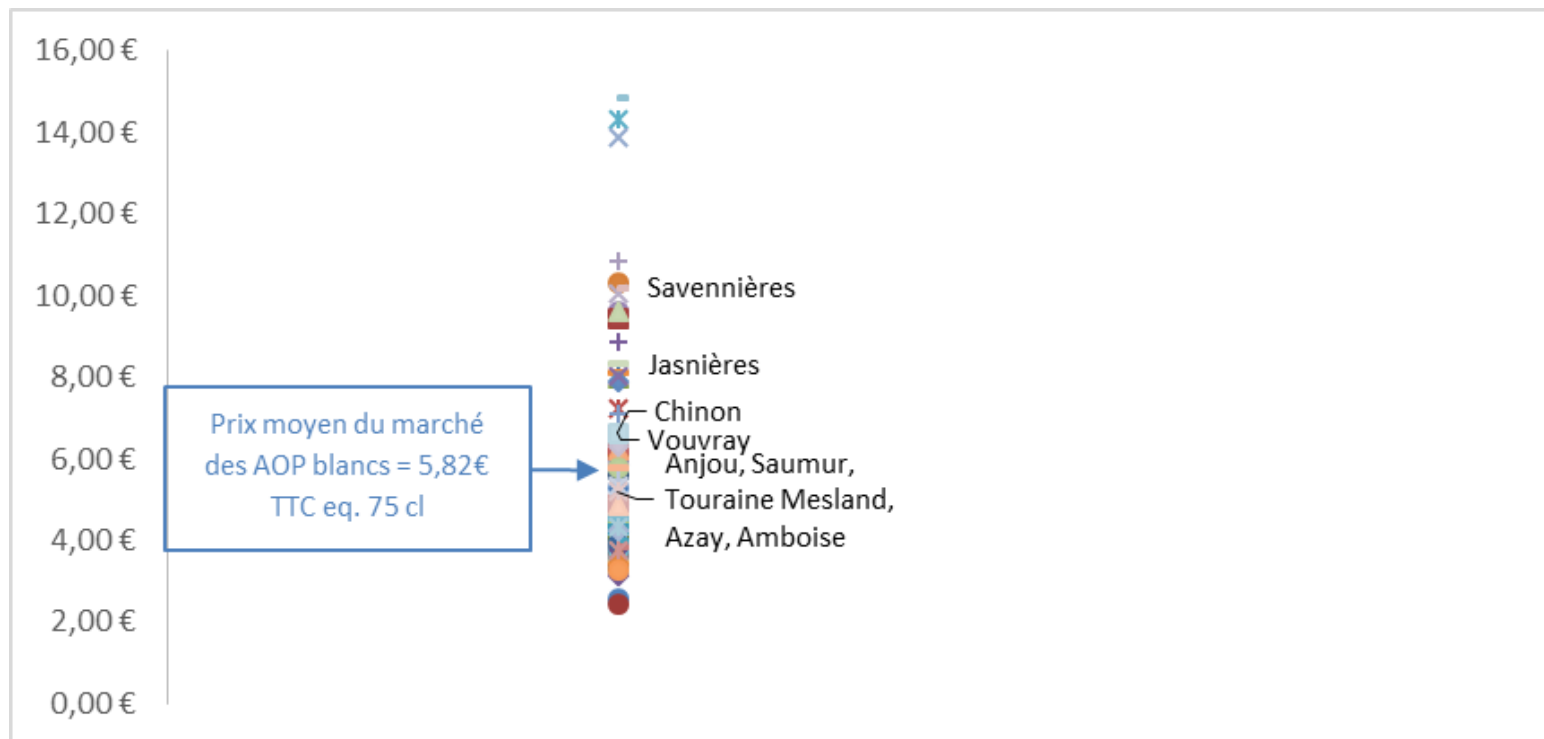 16,00 €
14,00 €
12,00 €
10,00 €
8,00 €
6,00 €
4,00 €
2,00 €
0,00 €
Prix moyen du marché
des AOP blancs = 5,82€
TTC eq. 75 cl
Savennières
Jasnières
Chinon
Vouvray
Anjou, Saumur,
Touraine Mesland,
Azay, Amboise